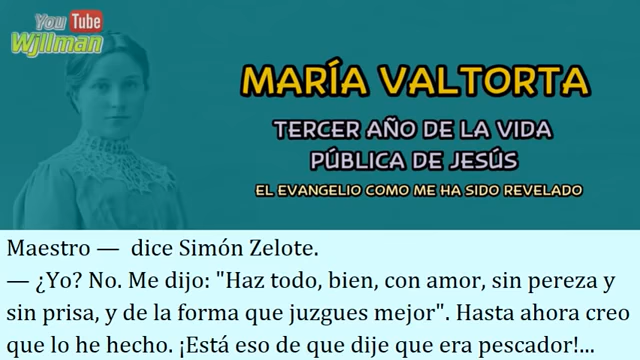 You Tube
Wjllman
MARÍA VALTORTA
TERCER AÑO DE LA VIDA
PÚBLICA DE JESÚS
EL EVANGELIO COMO ME HA SIDO REVELADO
Maestro — dice Simón Zelote.
— ¿Yo? No. Me dijo: "Haz todo, bien, con amor, sin pereza y
sin prisa, y de la forma que juzgues mejor". Hasta ahora creo
que lo he hecho. ¡Está eso de que dije que era pescador!...